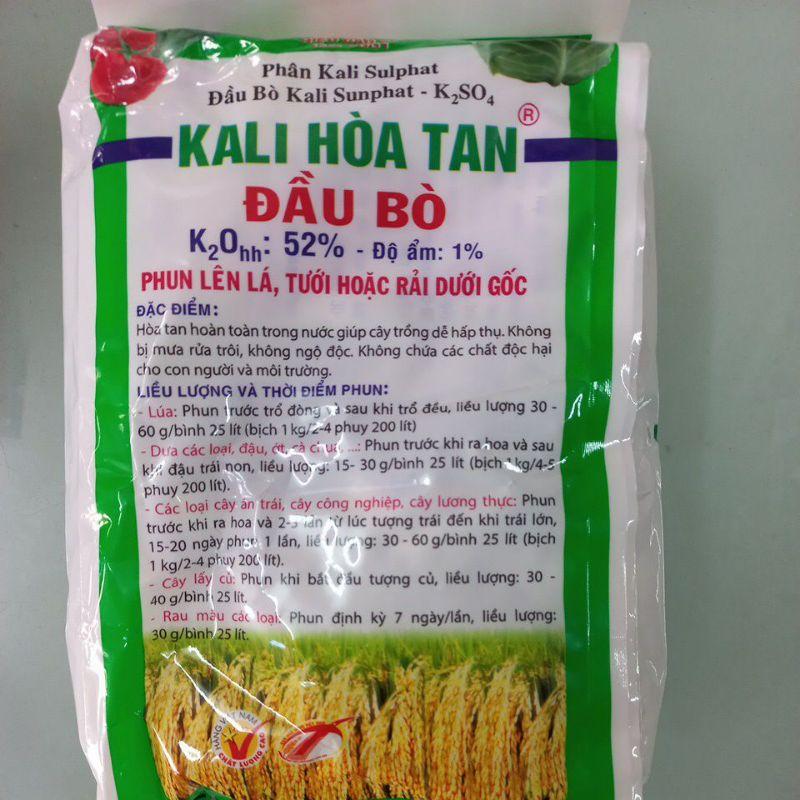 Phân Kali Sulphat
Đầu Bò Kali Sunphat - K₂SO₄
KALI HÒA TAN ®
ĐẦU BÒ
K₂Ohh: 52% - Độ ẩm: 1%
PHUN LÊN LÁ, TƯỚI HOẶC RẢI DƯỚI GỐC
ĐẶC ĐIỂM:
Hòa tan hoàn toàn trong nước giúp cây trồng dễ hấp thụ. Không
bị mưa rửa trôi, không ngộ độc. Không chứa các chất độc hại
cho con người và môi trường.
LIỀU LƯỢNG VÀ THỜI ĐIỂM PHUN:
- Lúa: Phun trước trổ đòng và sau khi trổ đều, liều lượng 30 -
60 g/bình 25 lít (bịch 1 kg/2-4 phuy 200 lít)
- Dưa các loại, đậu, ớt, cà chua, ...: Phun trước khi ra hoa và sau
khi đậu trái non, liều lượng: 15- 30 g/bình 25 lít (bịch 1 kg/4-5
phuy 200 lít).
- Các loại cây ăn trái, cây công nghiệp, cây lương thực: Phun
trước khi ra hoa và 2-3 lần từ lúc tượng trái đến khi trái lớn,
15-20 ngày phun 1 lần, liều lượng: 30 - 60 g/bình 25 lít (bịch
1 kg/2-4 phuy 200 lít).
- Cây lấy củ: Phun khi bắt đầu tượng củ, liều lượng: 30 -
40 g/bình 25 lít.
- Rau màu các loại: Phun định kỳ 7 ngày/lần, liều lượng:
30 g/bình 25 lít.
HÀNG VIỆT NAM
CHẤT LƯỢNG CAO